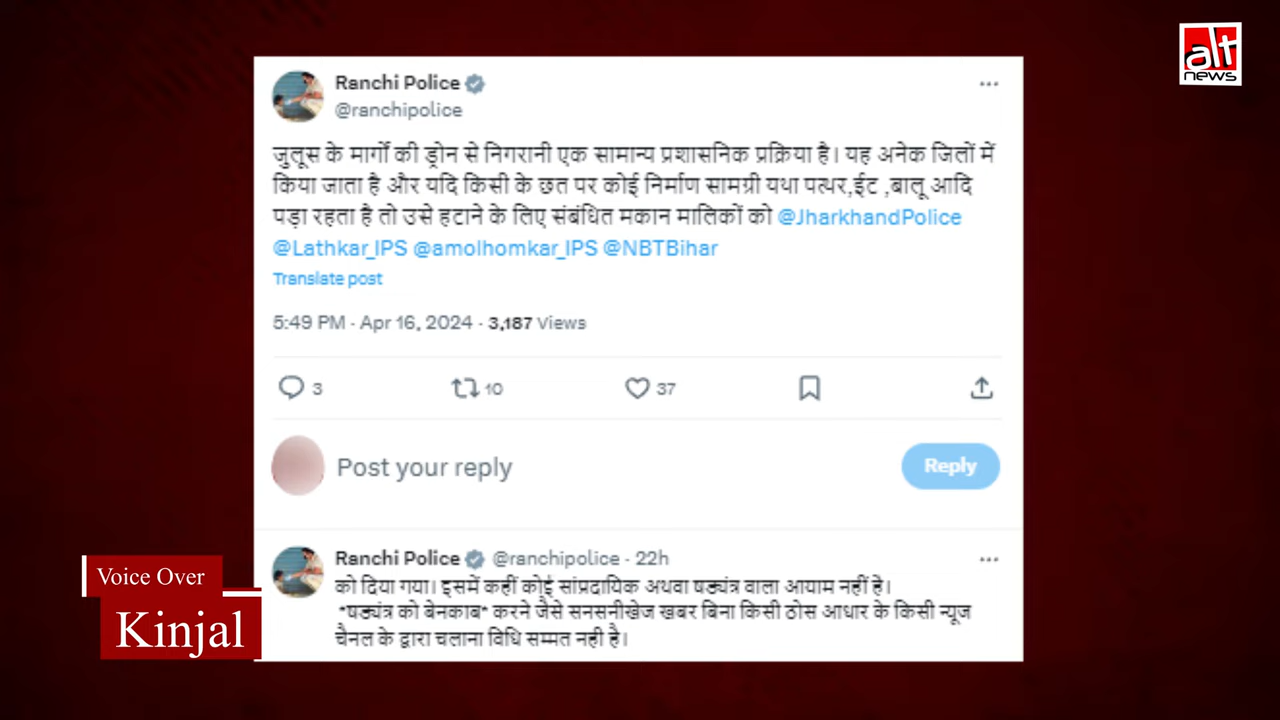 alt
news
Ranchi Police
@ranchipolice
जुलूस के मार्गों की ड्रोन से निगरानी एक सामान्य प्रशासनिक प्रक्रिया है। यह अनेक जिलों में
किया जाता है और यदि किसी के छत पर कोई निर्माण सामग्री यथा पत्थर,ईट ,बालू आदि
पड़ा रहता है तो उसे हटाने के लिए संबंधित मकान मालिकों को @JharkhandPolice
@Lathkar_IPS @amolhomkar_IPS @NBTBihar
Translate post
5:49 PM · Apr 16, 2024 · 3,187 Views
3 10 37
Post your reply Reply
Ranchi Police @ranchipolice · 22h
को दिया गया। इसमें कहीं कोई सांप्रदायिक अथवा षड्यंत्र वाला आयाम नहीं है।
*षड्यंत्र को बेनकाब* करने जैसे सनसनीखेज खबर बिना किसी ठोस आधार के किसी न्यूज
चैनल के द्वारा चलाना विधि सम्मत नही है।
Voice Over
Kinjal